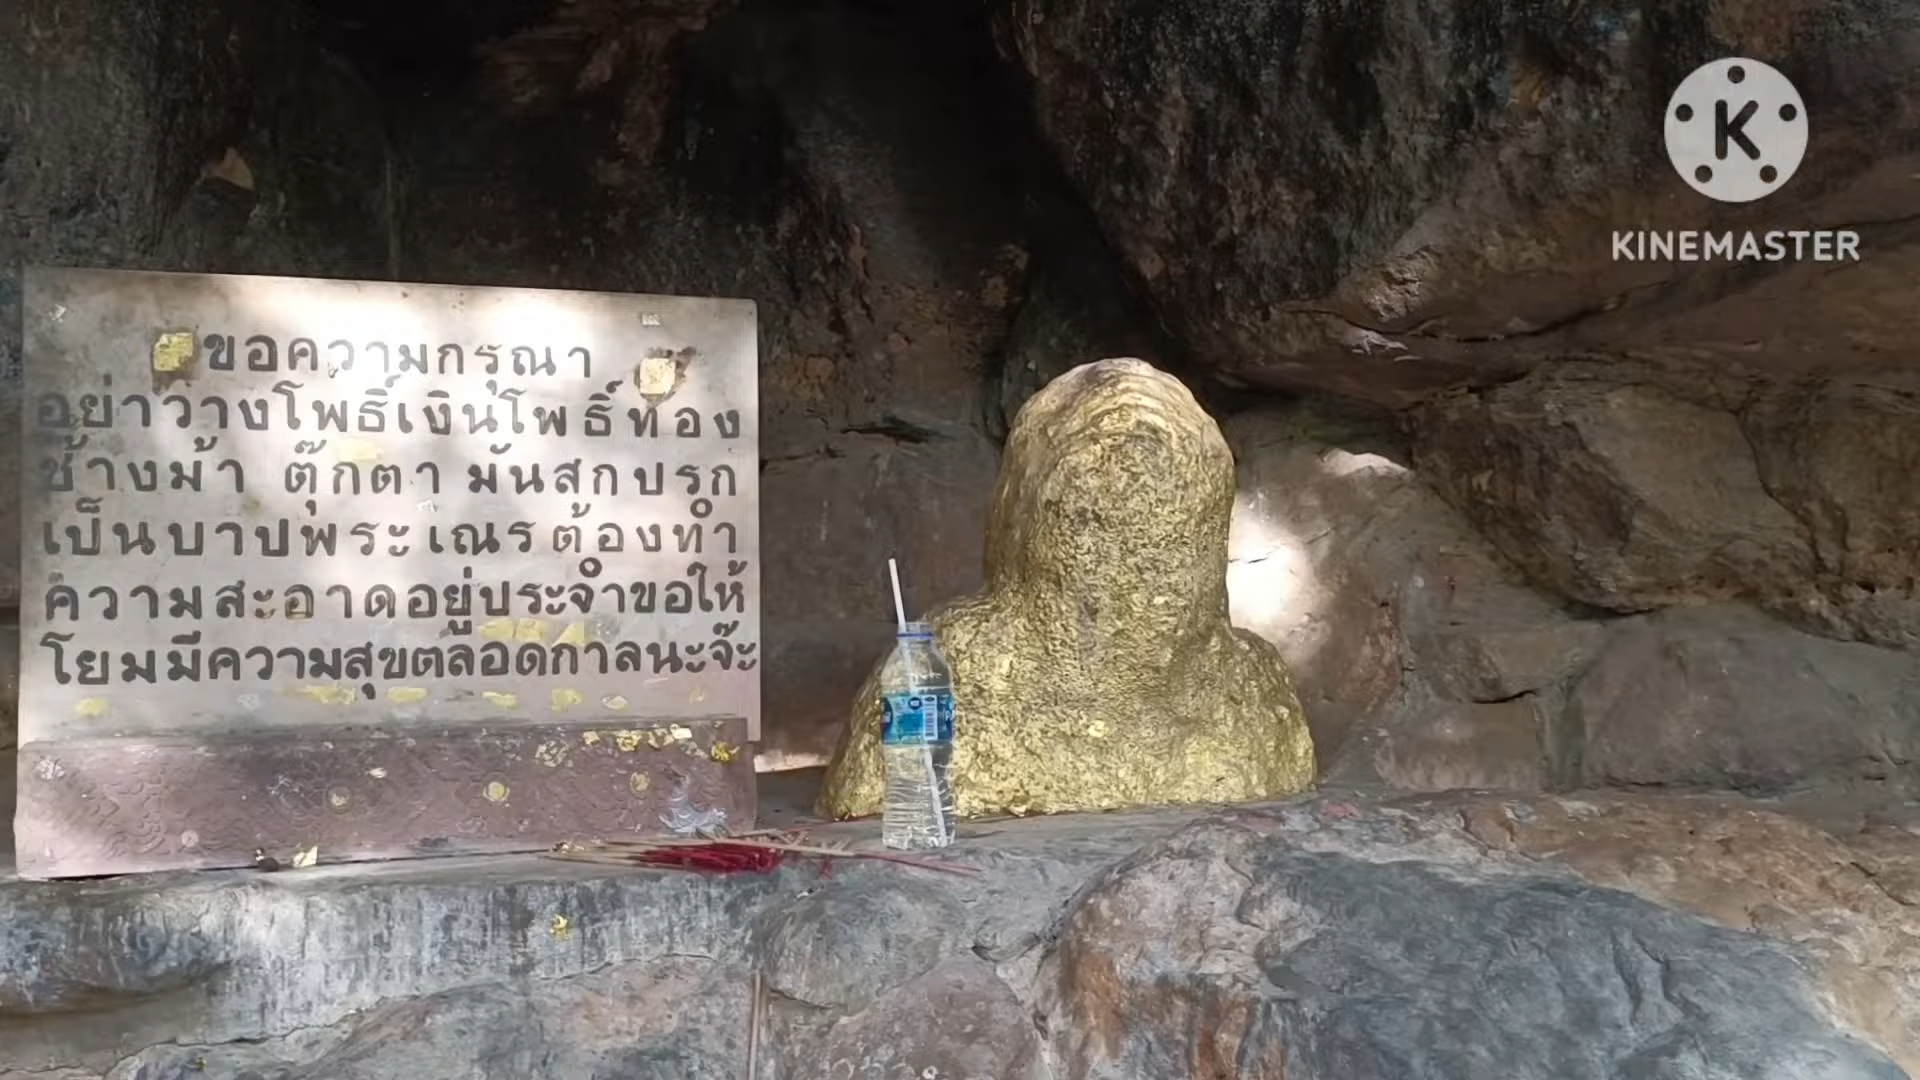 ขอความกรุณา
อย่าวางโพธิ์เงินโพธิ์ทอง
ช้างม้า ตุ๊กตา มันสกปรก
เป็นบาปพระเณรต้องทำ
ความสะอาดอยู่ประจำขอให้
โยมมีความสุขตลอดกาลนะจ๊ะ
K
KINEMASTER